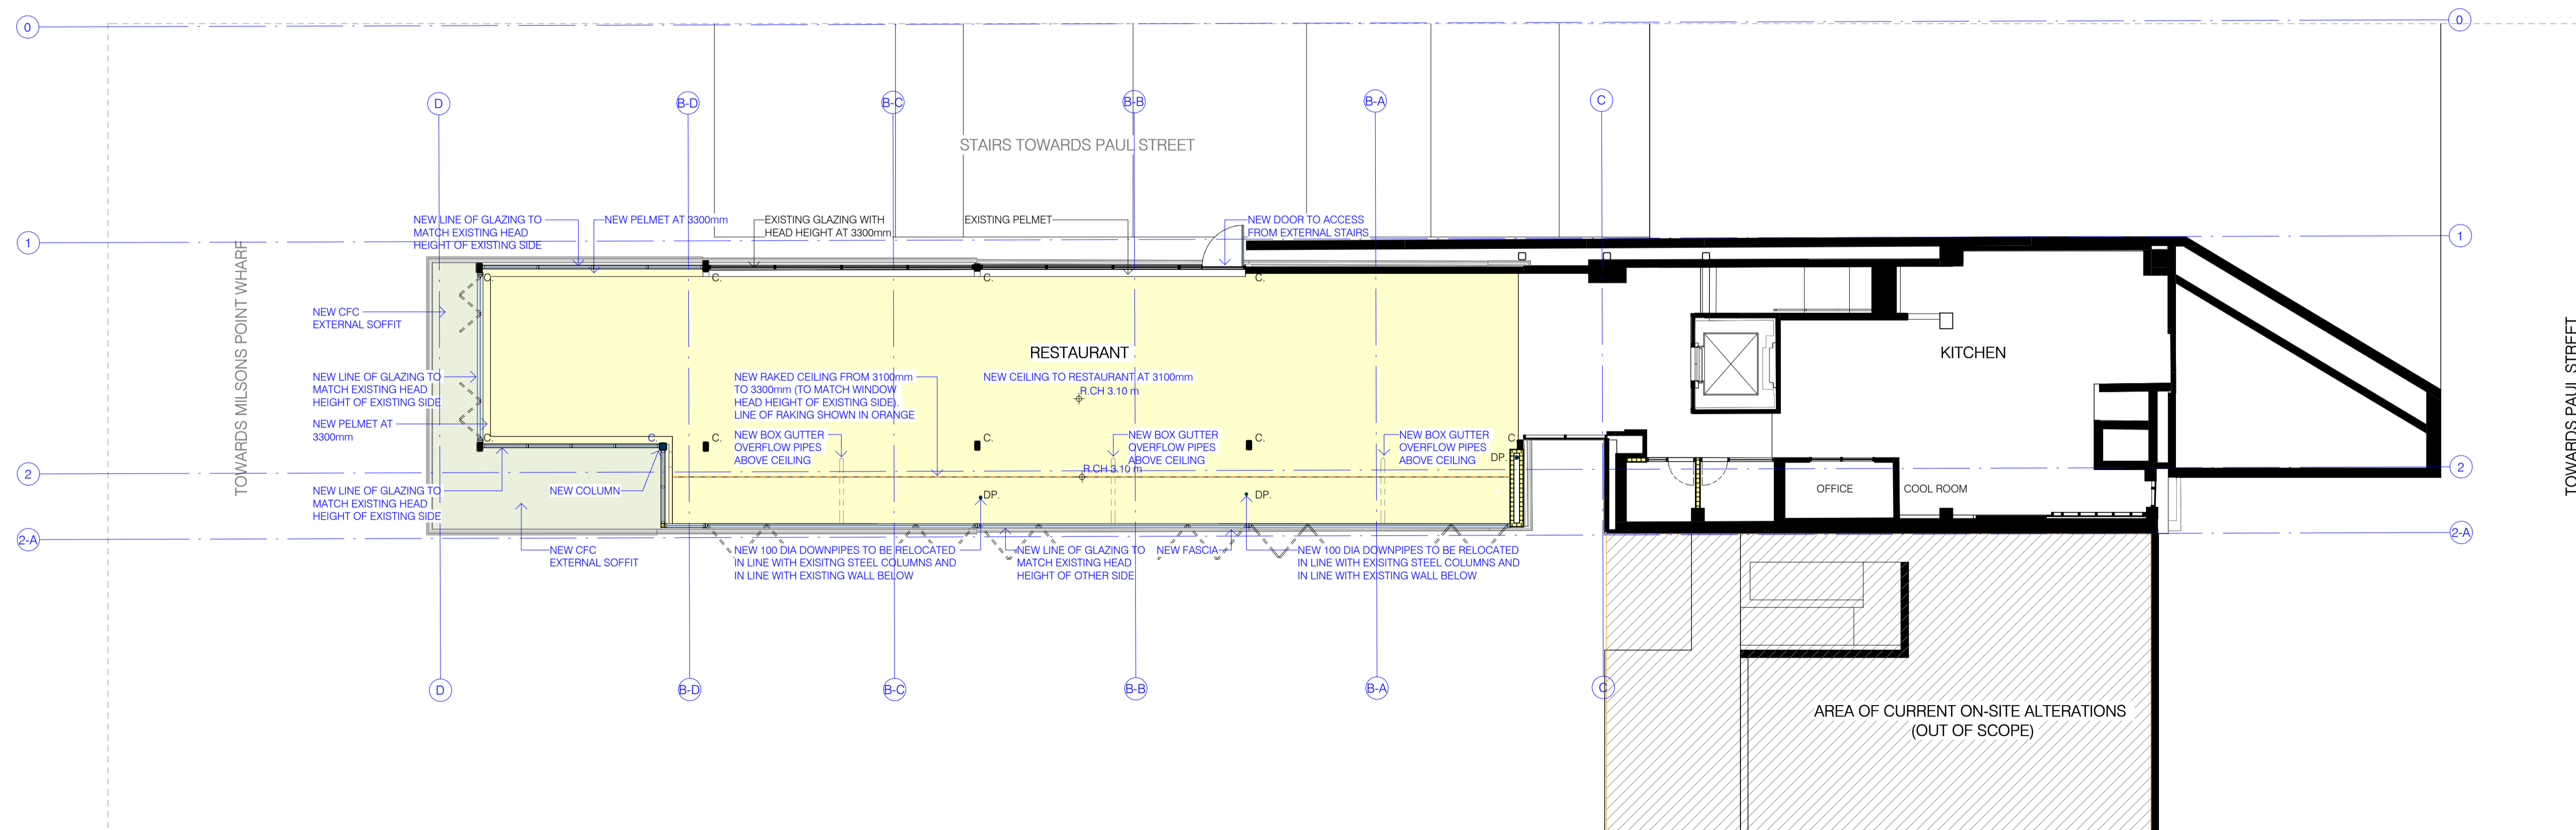 0
0
D
B-D
B-C
B-B
B-A
C
STAIRS TOWARDS PAUL STREET
NEW LINE OF GLAZING TO
MATCH EXISTING HEAD
HEIGHT OF EXISTING SIDE
NEW PELMET AT 3300mm
EXISTING GLAZING WITH
HEAD HEIGHT AT 3300mm
EXISTING PELMET
NEW DOOR TO ACCESS
FROM EXTERNAL STAIRS
1
1
TOWARDS MILSONS POINT WHARF
C.
C.
C.
C.
NEW CFC
EXTERNAL SOFFIT
RESTAURANT
KITCHEN
TOWARDS PAUL STREET
NEW LINE OF GLAZING TO
MATCH EXISTING HEAD
HEIGHT OF EXISTING SIDE
NEW RAKED CEILING FROM 3100mm
TO 3300mm (TO MATCH WINDOW
HEAD HEIGHT OF EXISTING SIDE).
LINE OF RAKING SHOWN IN ORANGE
NEW CEILING TO RESTAURANT AT 3100mm
R.CH 3.10 m
NEW PELMET AT
3300mm
C.
C.
C.
C.
C.
C.
NEW BOX GUTTER
OVERFLOW PIPES
ABOVE CEILING
NEW BOX GUTTER
OVERFLOW PIPES
ABOVE CEILING
NEW BOX GUTTER
OVERFLOW PIPES
ABOVE CEILING
DP.
R.CH 3.10 m
2
2
NEW LINE OF GLAZING TO
MATCH EXISTING HEAD
HEIGHT OF EXISTING SIDE
NEW COLUMN
DP.
DP.
OFFICE
COOL ROOM
2-A
2-A
NEW CFC
EXTERNAL SOFFIT
NEW 100 DIA DOWNPIPES TO BE RELOCATED
IN LINE WITH EXISITNG STEEL COLUMNS AND
IN LINE WITH EXISTING WALL BELOW
NEW LINE OF GLAZING TO
MATCH EXISTING HEAD
HEIGHT OF OTHER SIDE
NEW FASCIA
NEW 100 DIA DOWNPIPES TO BE RELOCATED
IN LINE WITH EXISITNG STEEL COLUMNS AND
IN LINE WITH EXISTING WALL BELOW
D
B-D
B-C
B-B
B-A
C
AREA OF CURRENT ON-SITE ALTERATIONS
(OUT OF SCOPE)